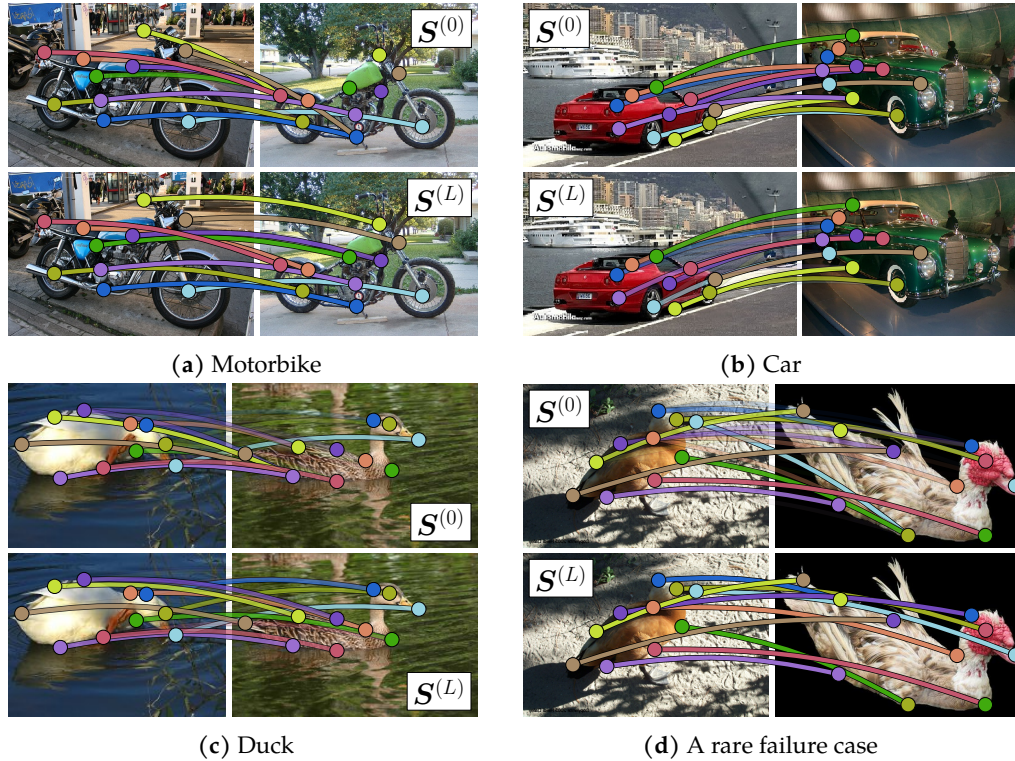 S^(0)
S^(0)
S^(L)
S^(L)
(a) Motorbike
(b) Car
S^(0)
S^(0)
S^(L)
S^(L)
(c) Duck
(d) A rare failure case